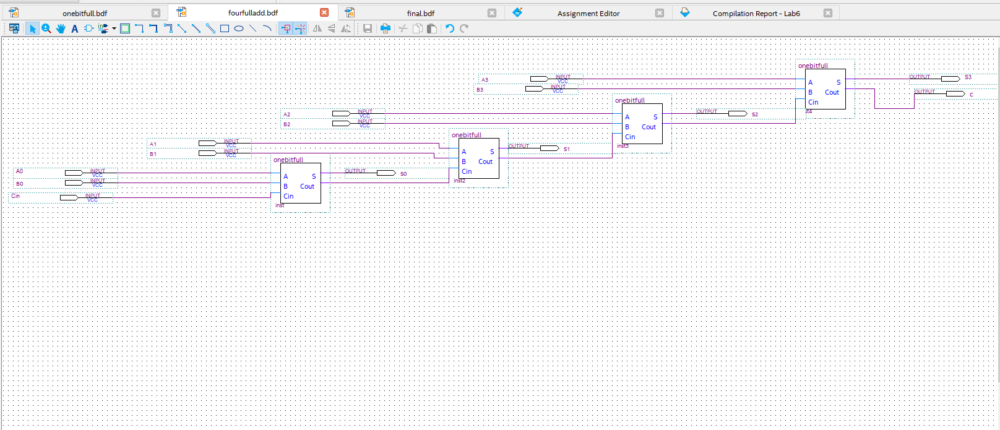 onebitfull.bdf
fourfulladd.bdf
final.bdf
Assignment Editor
Compilation Report - Lab6
onebitfull
A3
INPUT
VCC
B3
INPUT
VCC
A
S
B
Cout
Cin
OUTPUT
S3
OUTPUT
C
onebitfull
A2
INPUT
VCC
B2
INPUT
VCC
A
S
B
Cout
Cin
inst3
OUTPUT
S2
st4
onebitfull
A1
INPUT
VCC
B1
INPUT
VCC
A
S
B
Cout
Cin
inst2
OUTPUT
S1
onebitfull
A0
INPUT
VCC
B0
INPUT
VCC
Cin
INPUT
VCC
A
S
B
Cout
Cin
inst
OUTPUT
S0